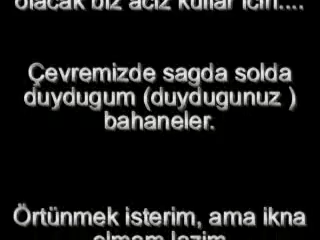 olacak biz aciz kullar icin....
Çevremizde sagda solda
duydugum (duydugunuz )
bahaneler.
Örtünmek isterim, ama ikna
olmam lazim